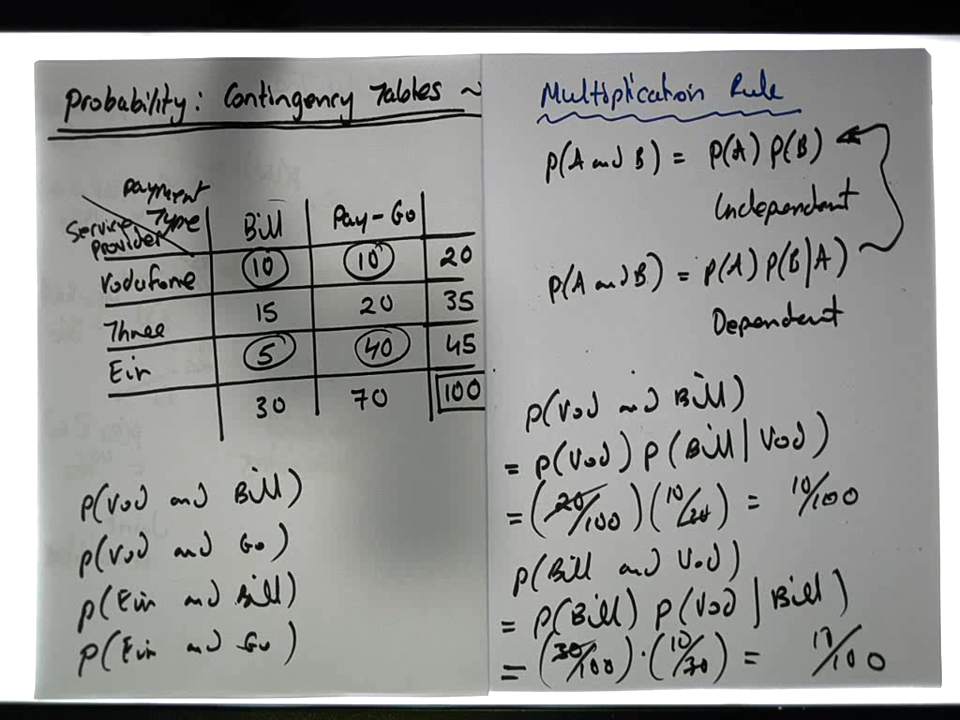 Probability: Contingency Tables ~
Payment
Type
Service
Provider
Bill Pay-Go
Vodafone 10 10 20
Three 15 20 35
Eir 5 40 45
30 70 100
P(Vod and Bill)
P(Vod and Go)
P(Eir and Bill)
P(Eir and Go)
Multiplication Rule
P(A and B) = P(A) P(B)
Independent
P(A and B) = P(A) P(B|A)
Dependent
P(Vod and Bill)
= P(Vod) P(Bill | Vod)
= (20/100)(10/20) = 10/100
P(Bill and Vod)
= P(Bill) P(Vod | Bill)
= (30/100)·(10/30) = 10/100